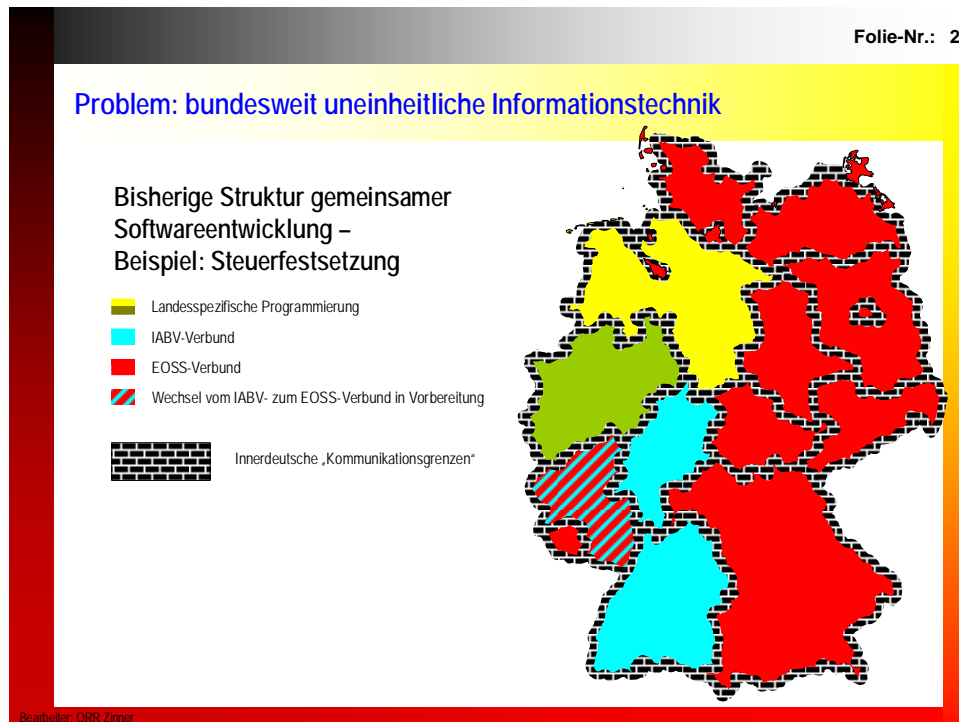 Folie-Nr.: 2
Problem: bundesweit uneinheitliche Informationstechnik
Bisherige Struktur gemeinsamer
Softwareentwicklung –
Beispiel: Steuerfestsetzung
Landesspezifische Programmierung
IABV-Verbund
EOSS-Verbund
Wechsel vom IABV- zum EOSS-Verbund in Vorbereitung
Innerdeutsche „Kommunikationsgrenzen“
Bearbeiter: ORR Zinner